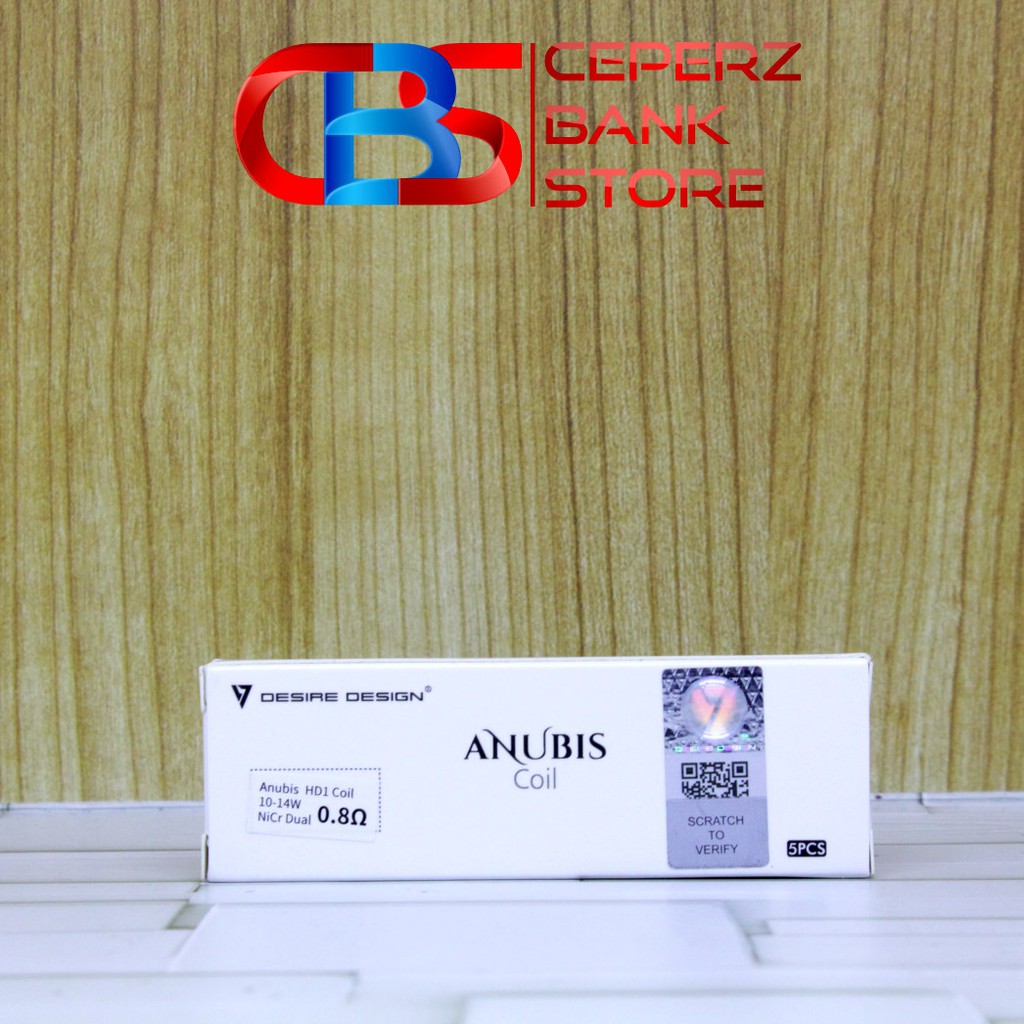 CBS
CEPERZ
BANK
STORE
DESIRE DESIGN®
ANUBIS
Coil
Anubis HD1 Coil
10-14W
NiCr Dual 0.8Ω
SCRATCH
TO
VERIFY
5PCS